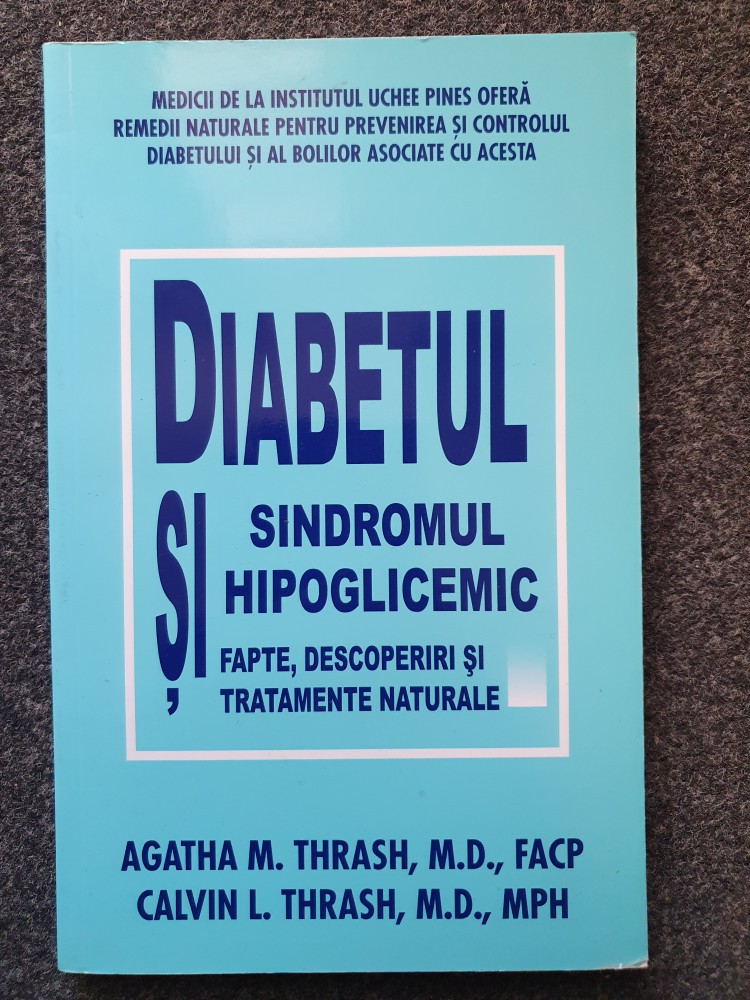 MEDICII DE LA INSTITUTUL UCHEE PINES OFERĂ
REMEDII NATURALE PENTRU PREVENIREA ȘI CONTROLUL
DIABETULUI ȘI AL BOLILOR ASOCIATE CU ACESTA
DIABETUL
ȘI SINDROMUL
HIPOGLICEMIC
FAPTE, DESCOPERIRI ŞI
TRATAMENTE NATURALE
AGATHA M. THRASH, M.D., FACP
CALVIN L. THRASH, M.D., MPH